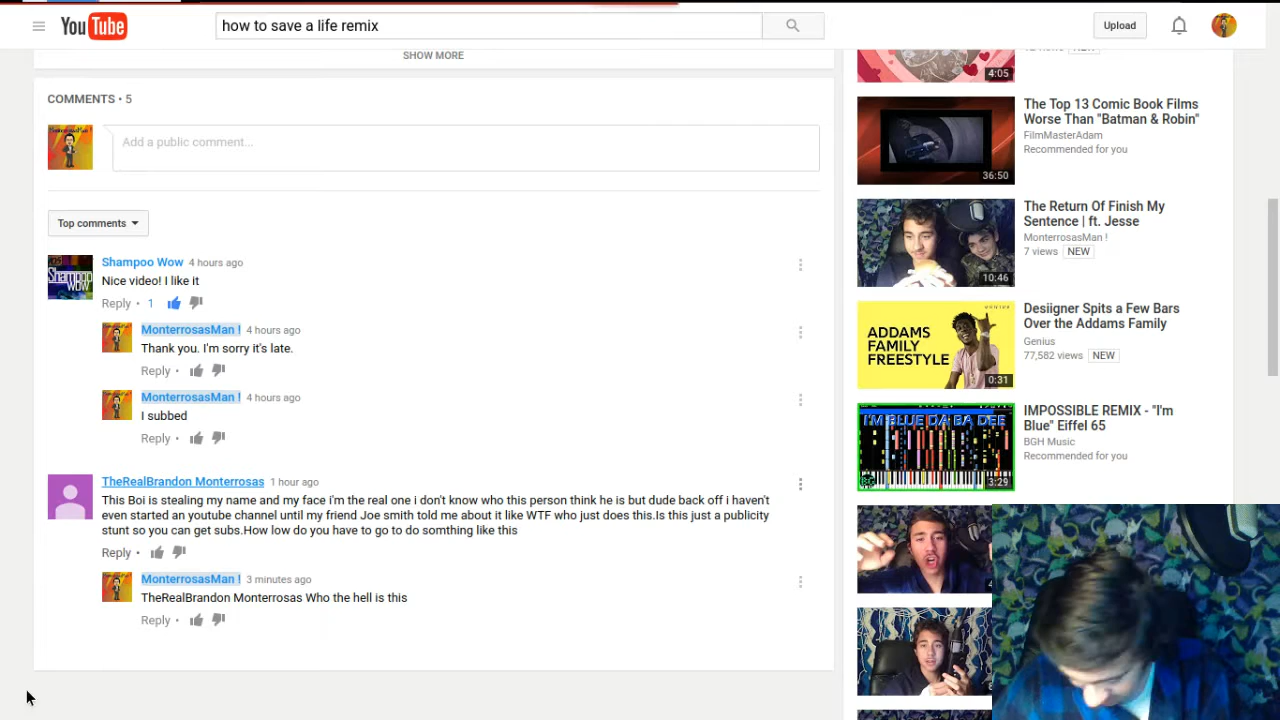 YouTube
how to save a life remix
Upload
SHOW MORE
COMMENTS • 5
Add a public comment...
Top comments
Shampoo Wow 4 hours ago
Nice video! I like it
Reply • 1
MonterrosasMan ! 4 hours ago
Thank you. I'm sorry it's late.
Reply •
MonterrosasMan ! 4 hours ago
I subbed
Reply •
TheRealBrandon Monterrosas 1 hour ago
This Boi is stealing my name and my face i'm the real one i don't know who this person think he is but dude back off i haven't
even started an youtube channel until my friend Joe smith told me about it like WTF who just does this.Is this just a publicity
stunt so you can get subs.How low do you have to go to do somthing like this
Reply •
MonterrosasMan ! 3 minutes ago
TheRealBrandon Monterrosas Who the hell is this
Reply •
4:05
The Top 13 Comic Book Films
Worse Than "Batman & Robin"
FilmMasterAdam
Recommended for you
36:50
The Return Of Finish My
Sentence | ft. Jesse
MonterrosasMan !
7 views NEW
10:46
Desiigner Spits a Few Bars
Over the Addams Family
Genius
77,582 views NEW
ADDAMS
FAMILY
FREESTYLE
0:31
IMPOSSIBLE REMIX - "I'm
Blue" Eiffel 65
BGH Music
Recommended for you
I'M BLUE DA BA DEE
3:29
Shampoo
Wow